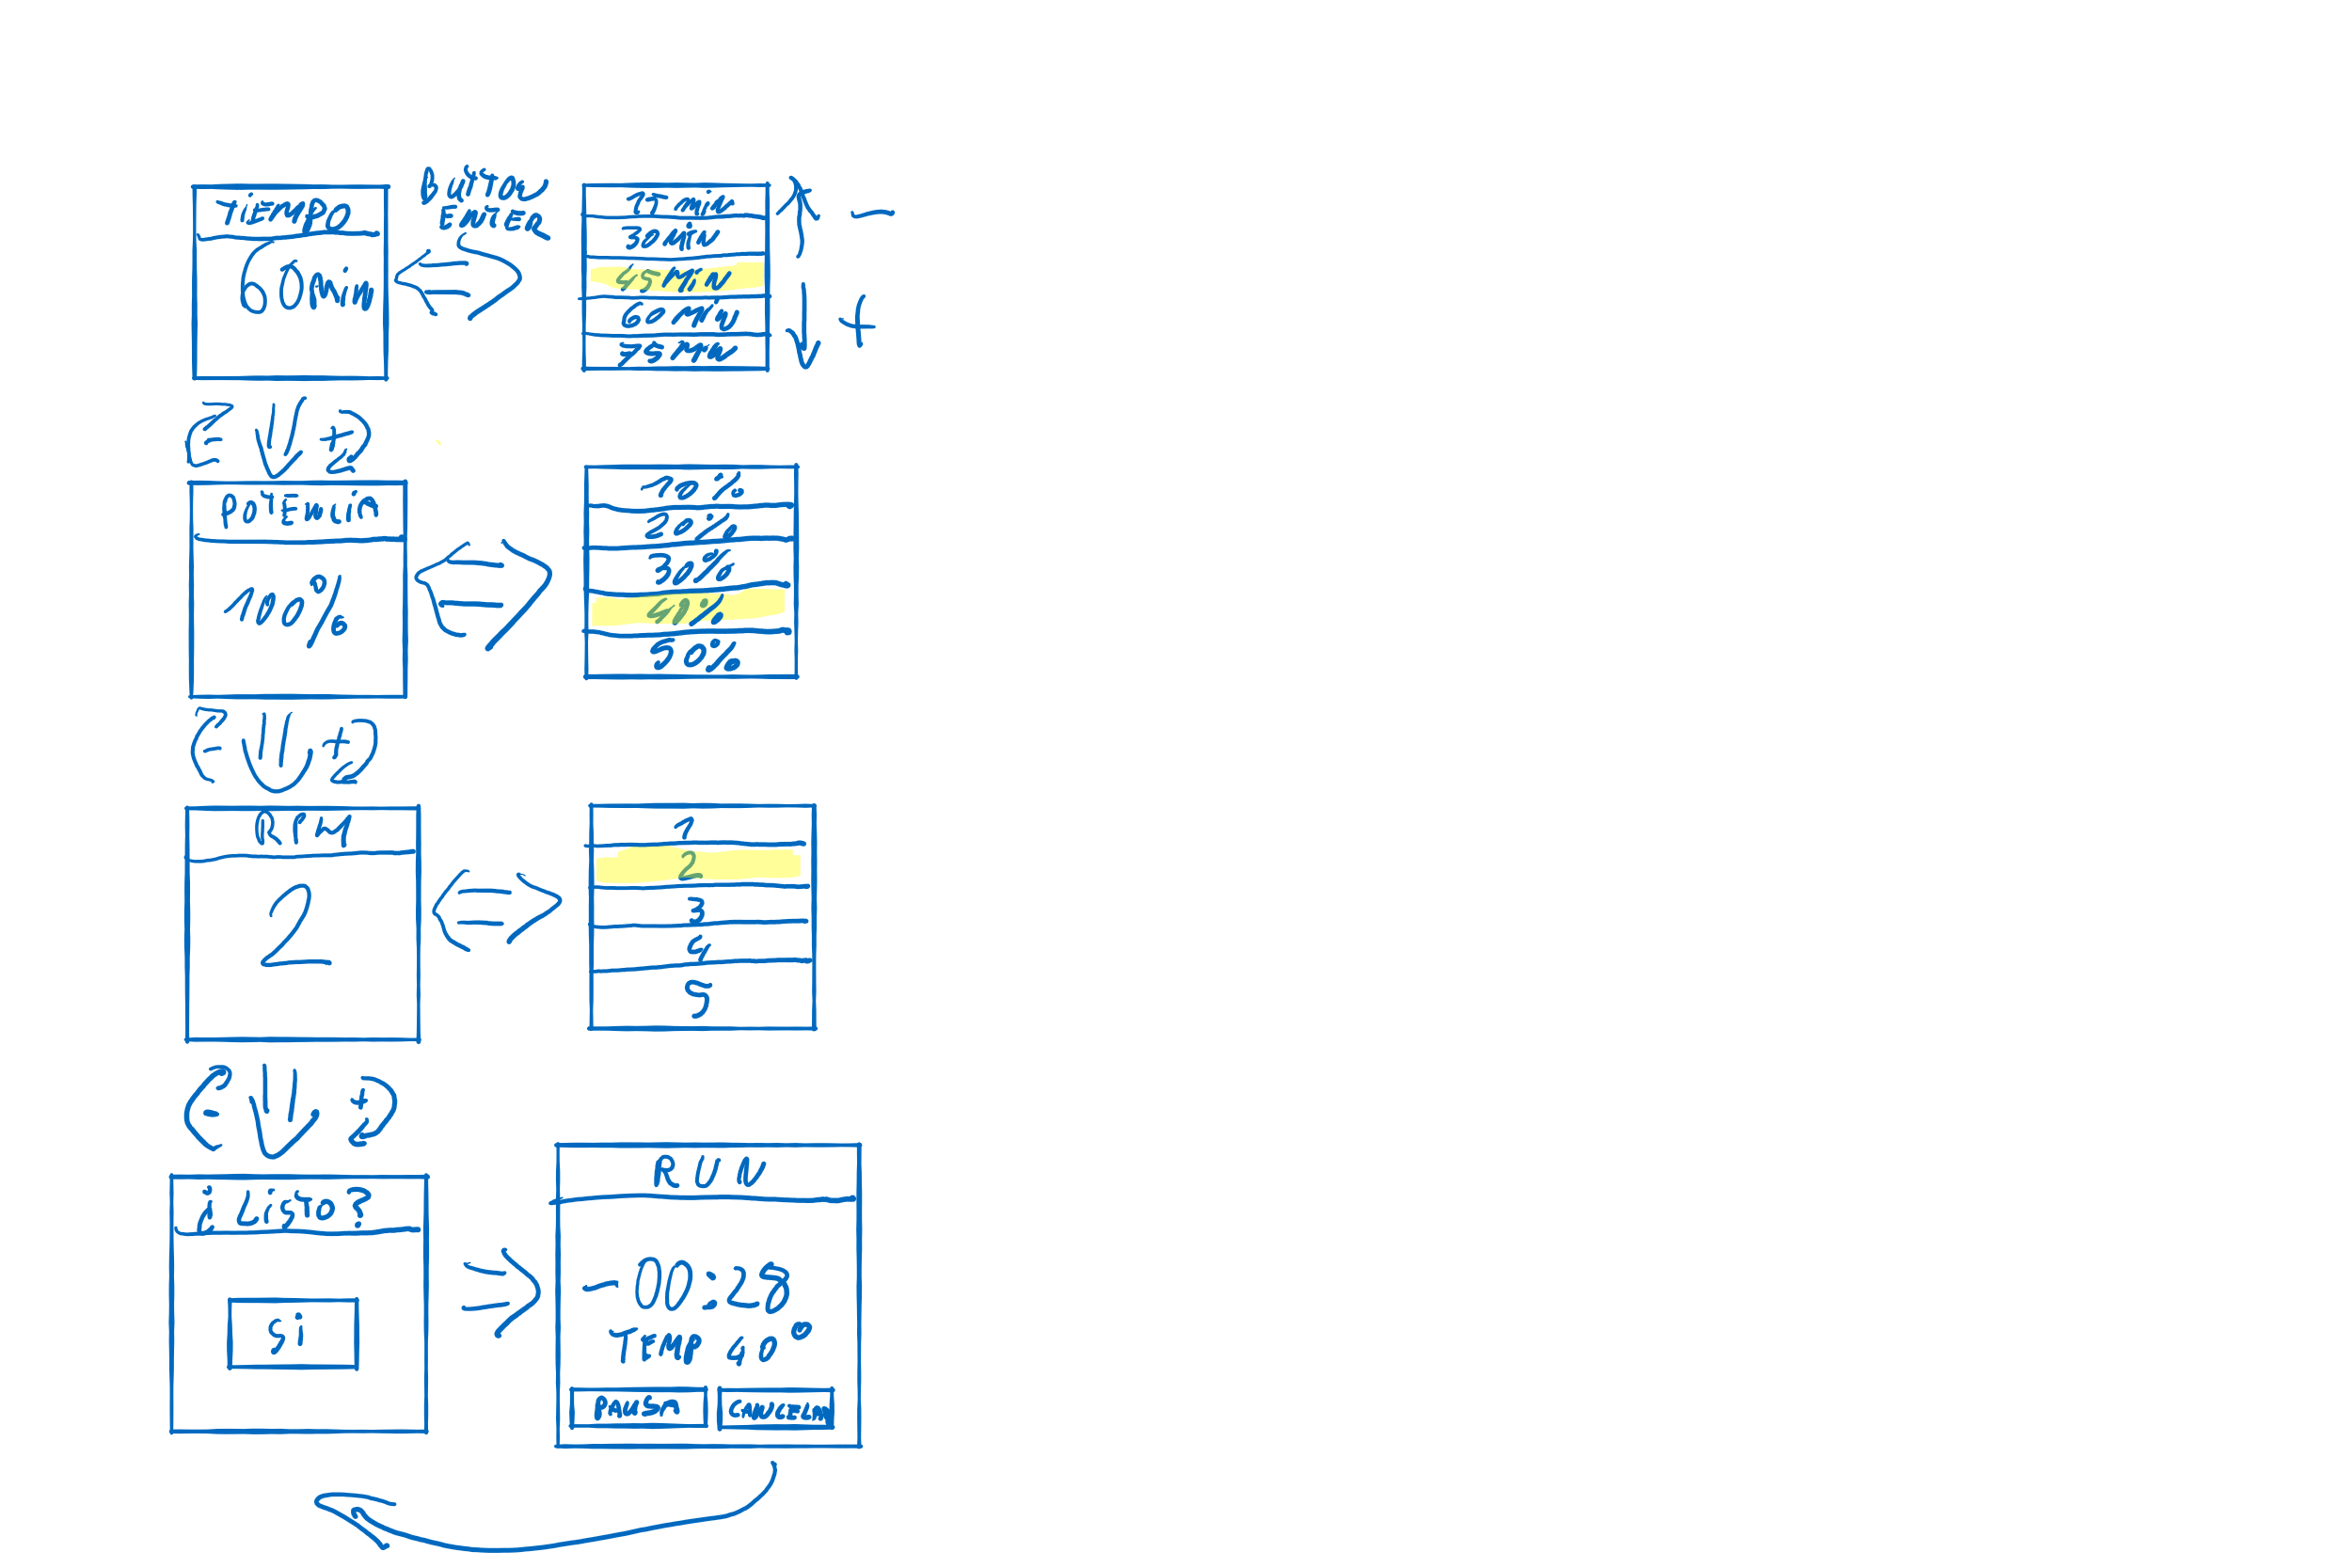 TiEMpo
60Min
BUTTON
ENTER
15 min
30 Min
45 Min
60 Min
75 Min
-
+
- +
POTENciA
100%
10%
20%
30%
40%
50%
- +
RPM
2
1
2
3
4
5
- +
¿ LiSTO?
Si
RUN
-00:28
TEMP 40°
PAUSA
CANCELAR